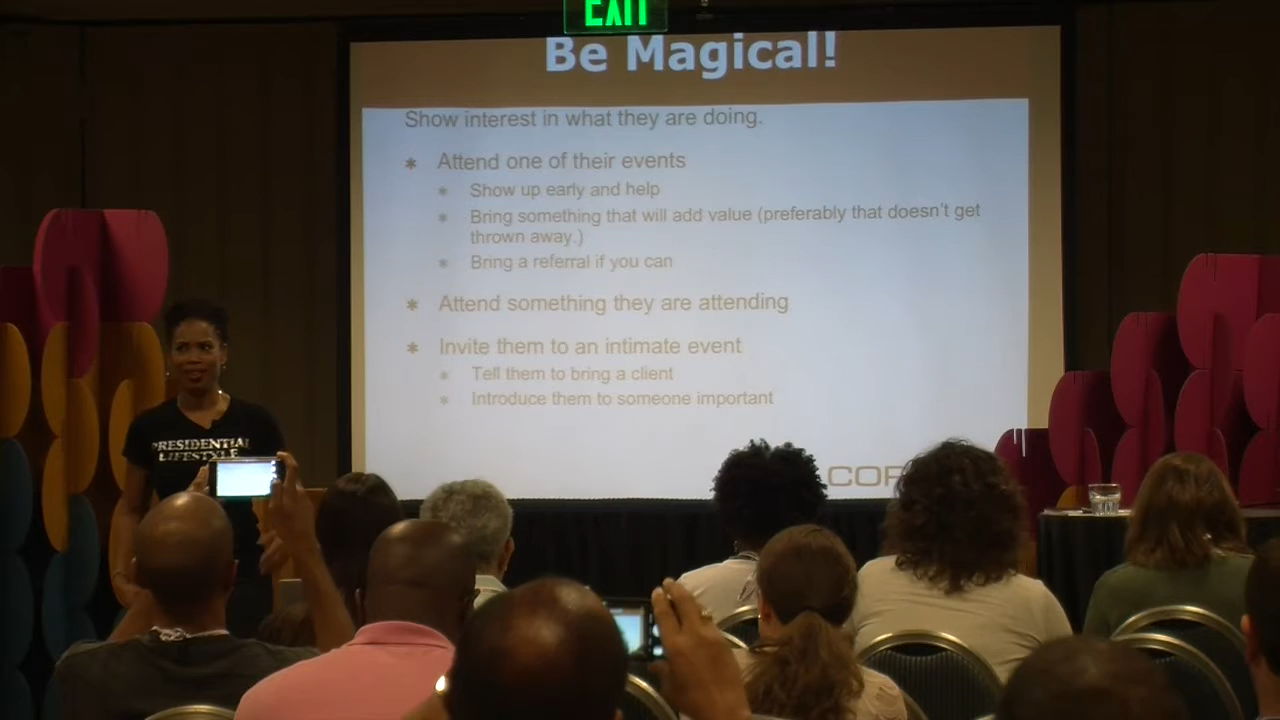 EXIT
Be Magical!
Show interest in what they are doing.
* Attend one of their events
* Show up early and help
* Bring something that will add value (preferably that doesn't get
thrown away.)
* Bring a referral if you can
* Attend something they are attending
* Invite them to an intimate event
* Tell them to bring a client
* Introduce them to someone important
PRESIDENTIAL
LIFESTYLE